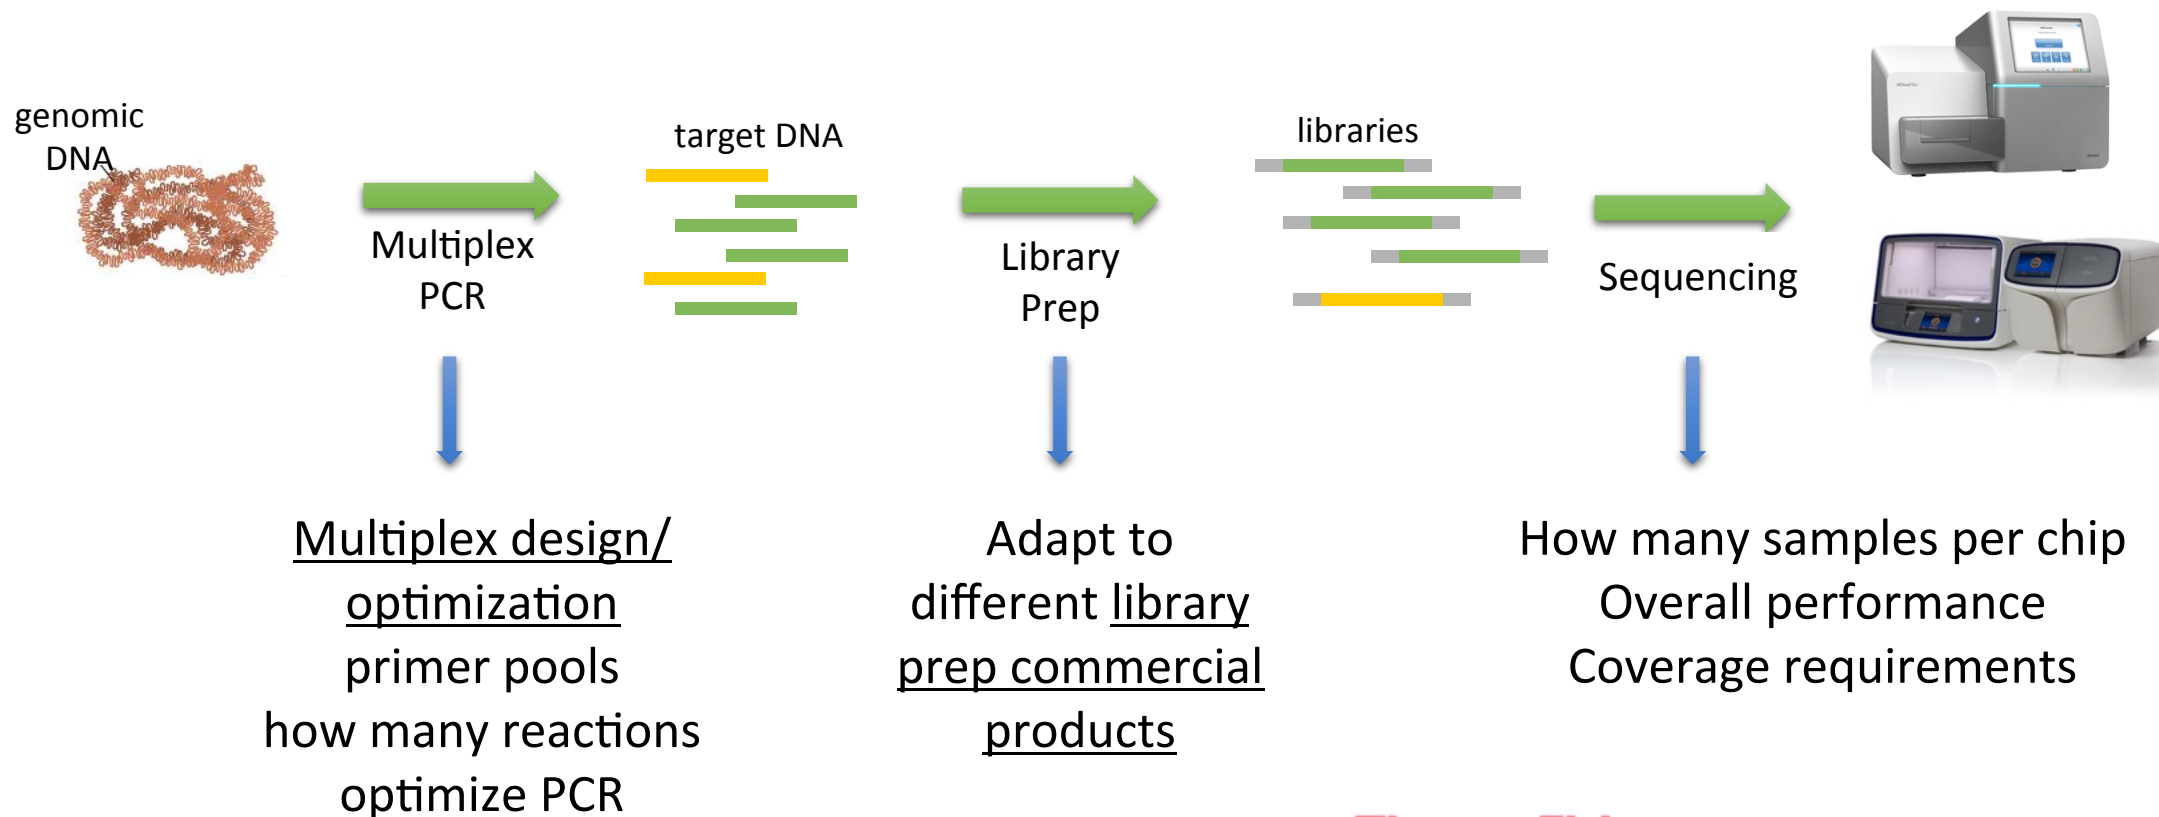 genomic
DNA
target DNA
libraries
Multiplex
PCR
Library
Prep
Sequencing
Multiplex design/
optimization
primer pools
how many reactions
optimize PCR
Adapt to
different library
prep commercial
products
How many samples per chip
Overall performance
Coverage requirements